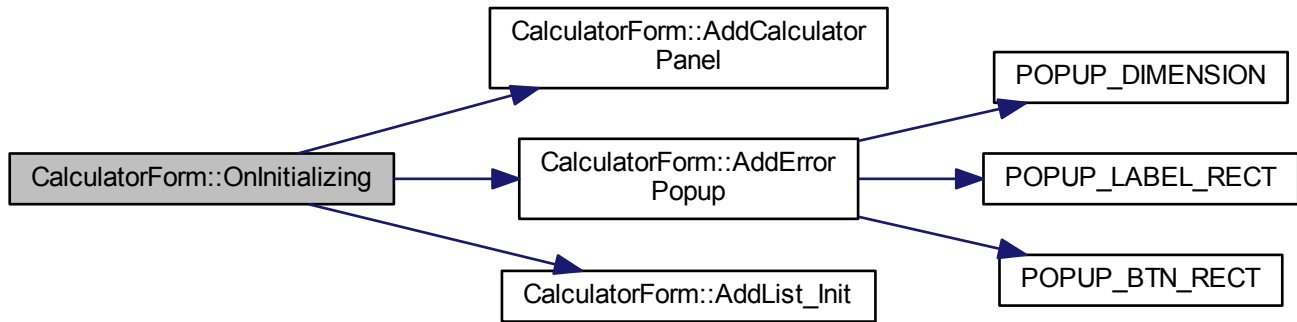 CalculatorForm::OnInitializing
CalculatorForm::AddCalculator
Panel
CalculatorForm::AddError
Popup
CalculatorForm::AddList_Init
POPUP_DIMENSION
POPUP_LABEL_RECT
POPUP_BTN_RECT